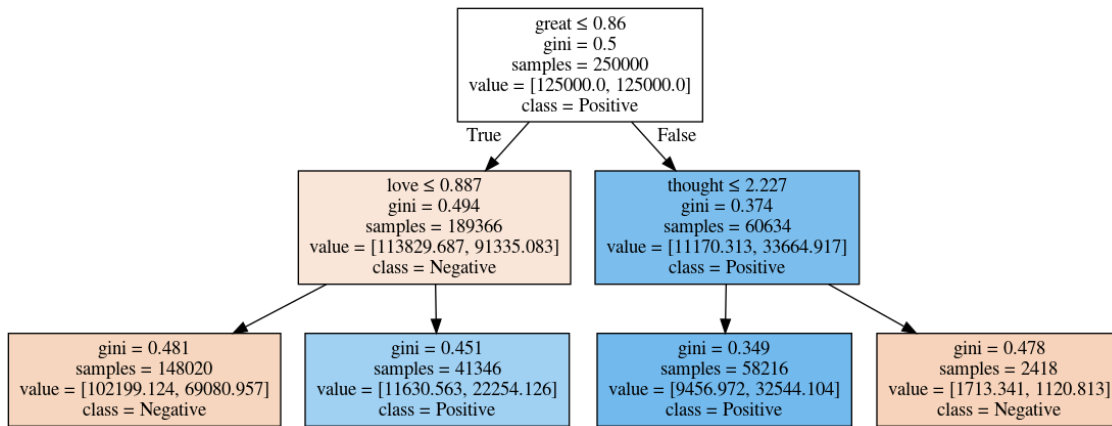 great ≤ 0.86
gini = 0.5
samples = 250000
value = [125000.0, 125000.0]
class = Positive
True
False
love ≤ 0.887
gini = 0.494
samples = 189366
value = [113829.687, 91335.083]
class = Negative
thought ≤ 2.227
gini = 0.374
samples = 60634
value = [11170.313, 33664.917]
class = Positive
gini = 0.481
samples = 148020
value = [102199.124, 69080.957]
class = Negative
gini = 0.451
samples = 41346
value = [11630.563, 22254.126]
class = Positive
gini = 0.349
samples = 58216
value = [9456.972, 32544.104]
class = Positive
gini = 0.478
samples = 2418
value = [1713.341, 1120.813]
class = Negative